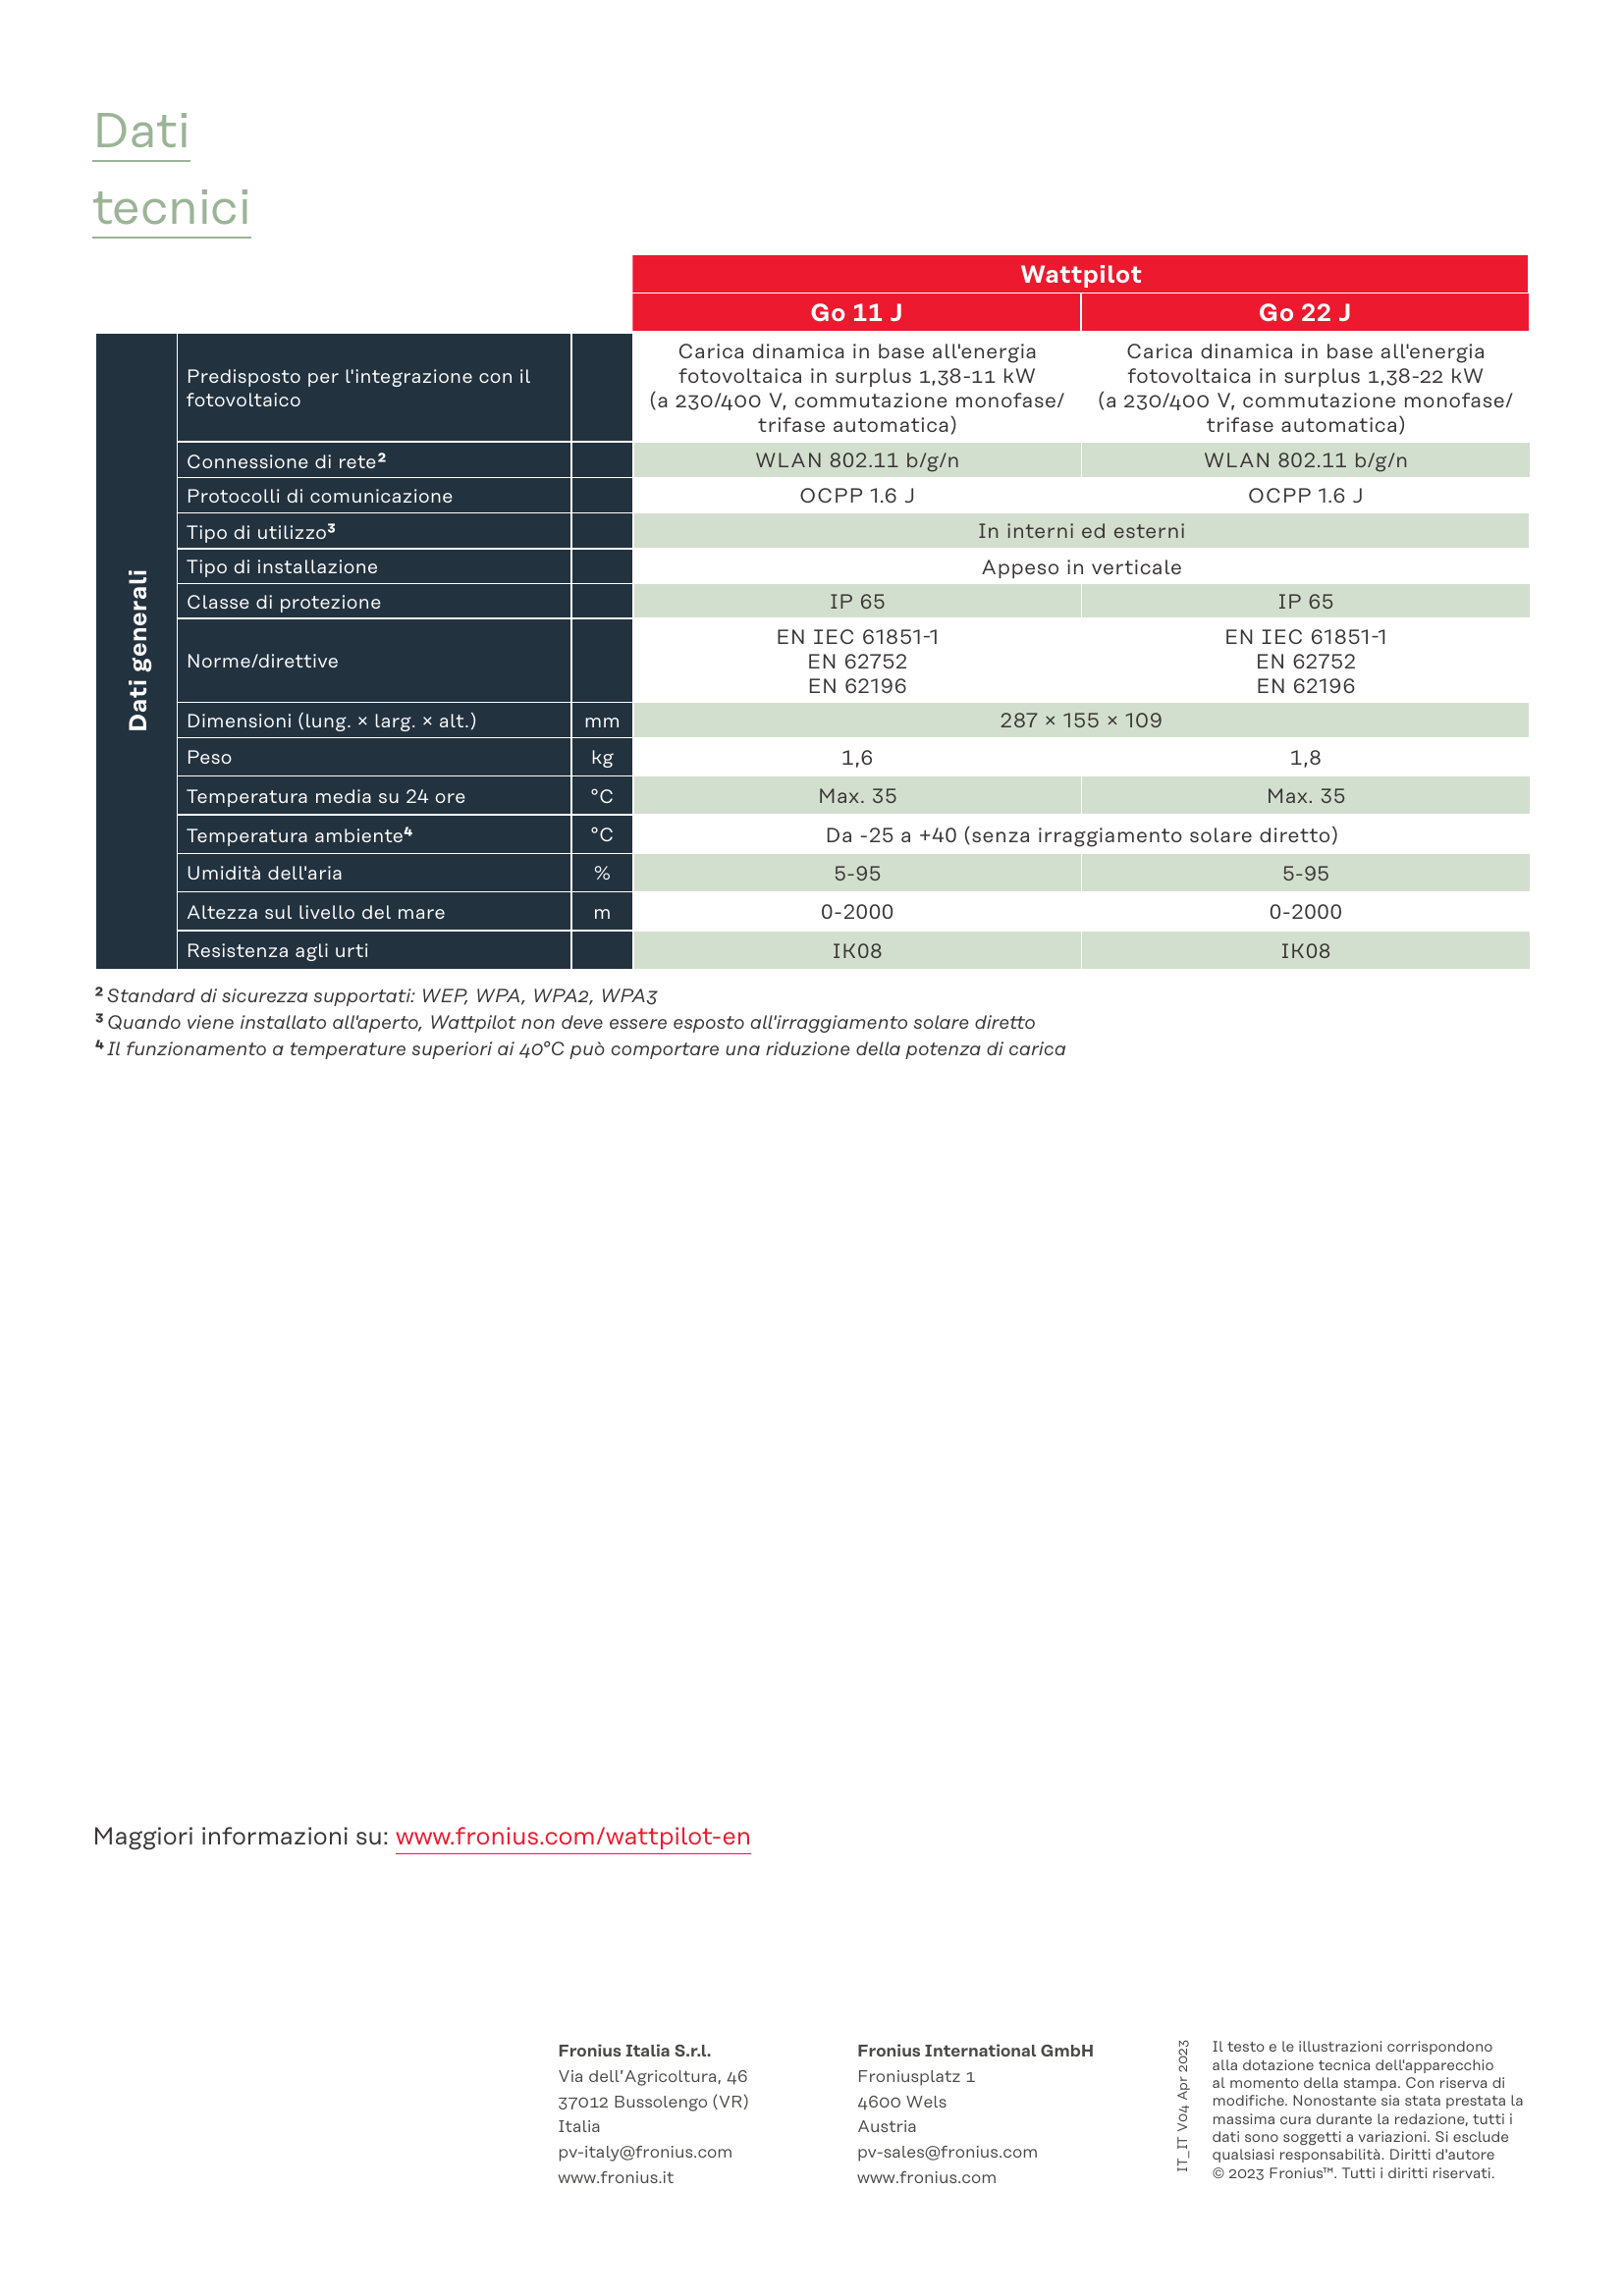 Dati
tecnici
Wattpilot
Go 11 J
Go 22 J
Dati generali
Predisposto per l'integrazione con il
fotovoltaico
Carica dinamica in base all'energia
fotovoltaica in surplus 1,38-11 kW
(a 230/400 V, commutazione monofase/
trifase automatica)
Carica dinamica in base all'energia
fotovoltaica in surplus 1,38-22 kW
(a 230/400 V, commutazione monofase/
trifase automatica)
Connessione di rete² WLAN 802.11 b/g/n WLAN 802.11 b/g/n
Protocolli di comunicazione OCPP 1.6 J OCPP 1.6 J
Tipo di utilizzo³ In interni ed esterni
Tipo di installazione Appeso in verticale
Classe di protezione IP 65 IP 65
Norme/direttive
EN IEC 61851-1
EN 62752
EN 62196
EN IEC 61851-1
EN 62752
EN 62196
Dimensioni (lung. × larg. × alt.) mm 287 × 155 × 109
Peso kg 1,6 1,8
Temperatura media su 24 ore °C Max. 35 Max. 35
Temperatura ambiente⁴ °C Da -25 a +40 (senza irraggiamento solare diretto)
Umidità dell'aria % 5-95 5-95
Altezza sul livello del mare m 0-2000 0-2000
Resistenza agli urti IK08 IK08
² Standard di sicurezza supportati: WEP, WPA, WPA2, WPA3
³ Quando viene installato all'aperto, Wattpilot non deve essere esposto all'irraggiamento solare diretto
⁴ Il funzionamento a temperature superiori ai 40°C può comportare una riduzione della potenza di carica
Maggiori informazioni su: www.fronius.com/wattpilot-en
Fronius Italia S.r.l.
Via dell’Agricoltura, 46
37012 Bussolengo (VR)
Italia
pv-italy@fronius.com
www.fronius.it
Fronius International GmbH
Froniusplatz 1
4600 Wels
Austria
pv-sales@fronius.com
www.fronius.com
IT_IT V04 Apr 2023
Il testo e le illustrazioni corrispondono
alla dotazione tecnica dell'apparecchio
al momento della stampa. Con riserva di
modifiche. Nonostante sia stata prestata la
massima cura durante la redazione, tutti i
dati sono soggetti a variazioni. Si esclude
qualsiasi responsabilità. Diritti d'autore
© 2023 Fronius™. Tutti i diritti riservati.